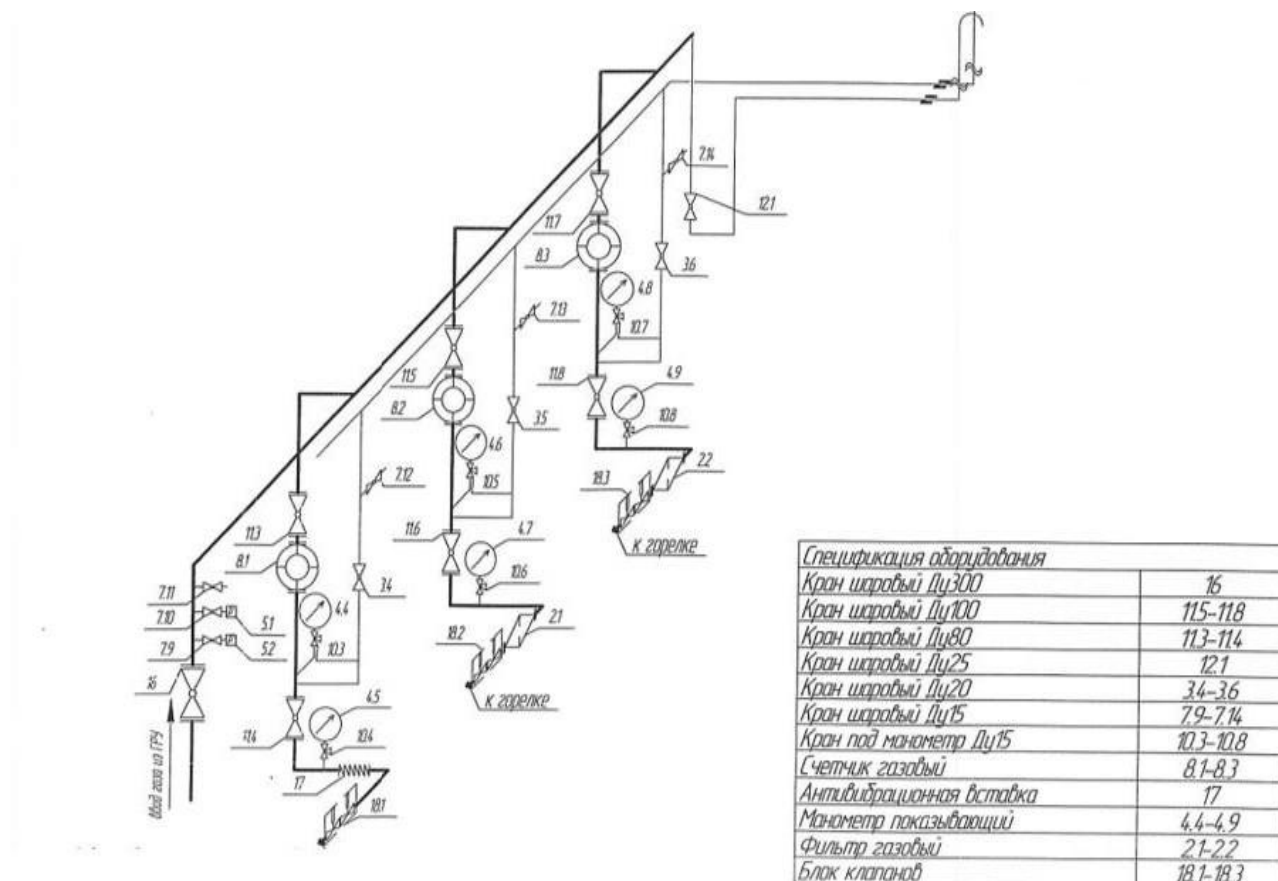 7.14
12.1
11.7
8.3
3.6
4.8
7.13
10.7
11.5
11.8
4.9
8.2
3.5
10.8
4.6
7.12
10.5
2.2
18.3
11.3
11.6
4.7
к горелке
8.1
3.4
10.6
7.11
4.4
2.1
7.10
5.1
18.2
7.9
5.2
10.3
16
к горелке
4.5
11.4
10.4
Ввод газа из ГРУ
17
18.1
Спецификация оборудования
Кран шаровый Ду300 16
Кран шаровый Ду100 11.5-11.8
Кран шаровый Ду80 11.3-11.4
Кран шаровый Ду25 12.1
Кран шаровый Ду20 3.4-3.6
Кран шаровый Ду15 7.9-7.14
Кран под манометр Ду15 10.3-10.8
Счетчик газовый 8.1-8.3
Антивибрационная вставка 17
Манометр показывающий 4.4-4.9
Фильтр газовый 2.1-2.2
Блок клапанов 18.1-18.3